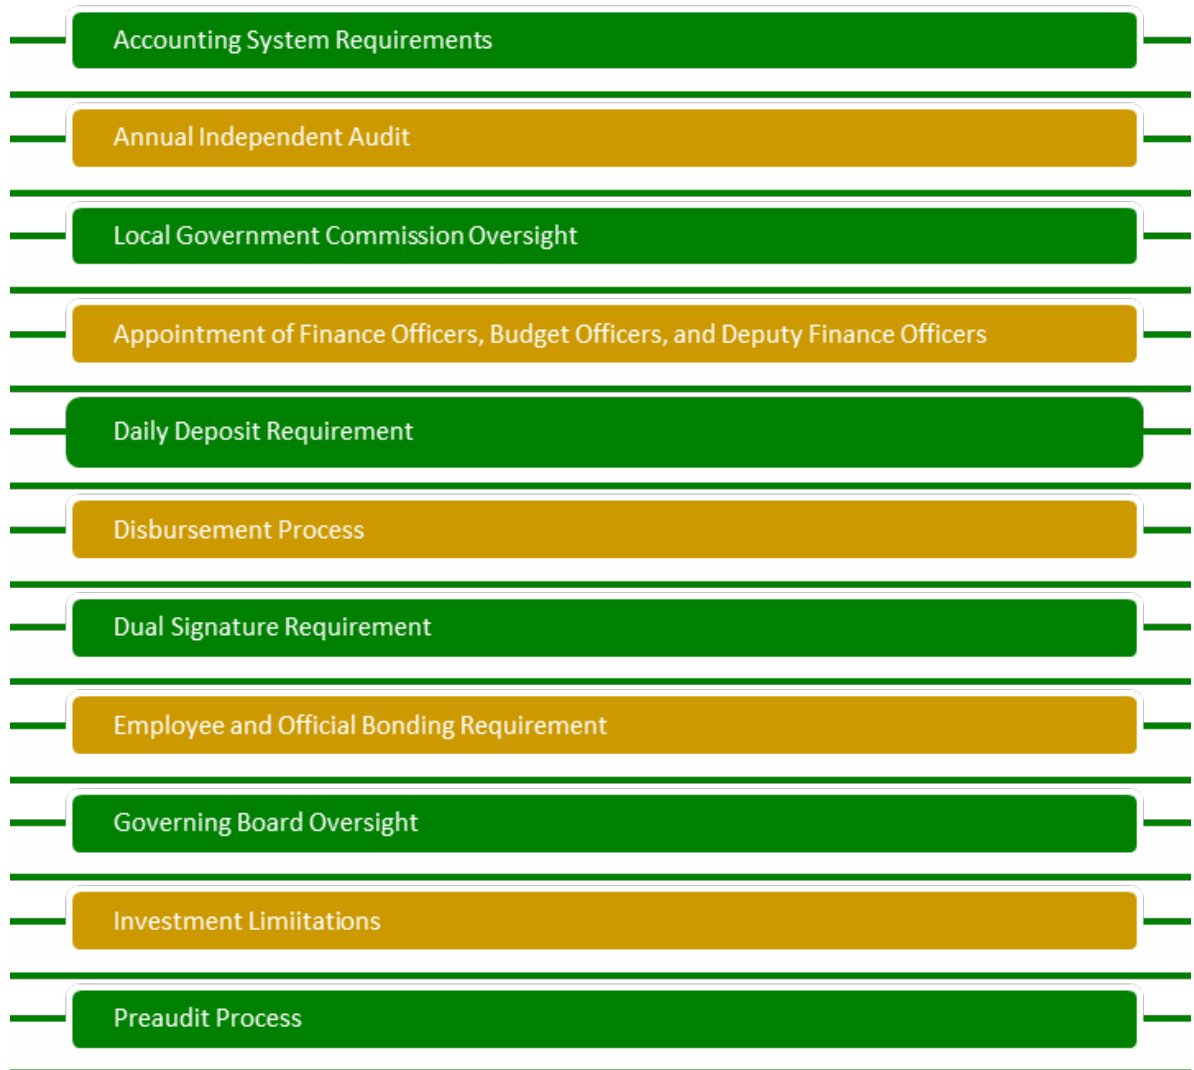 Accounting System Requirements
Annual Independent Audit
Local Government Commission Oversight
Appointment of Finance Officers, Budget Officers, and Deputy Finance Officers
Daily Deposit Requirement
Disbursement Process
Dual Signature Requirement
Employee and Official Bonding Requirement
Governing Board Oversight
Investment Limiitations
Preaudit Process